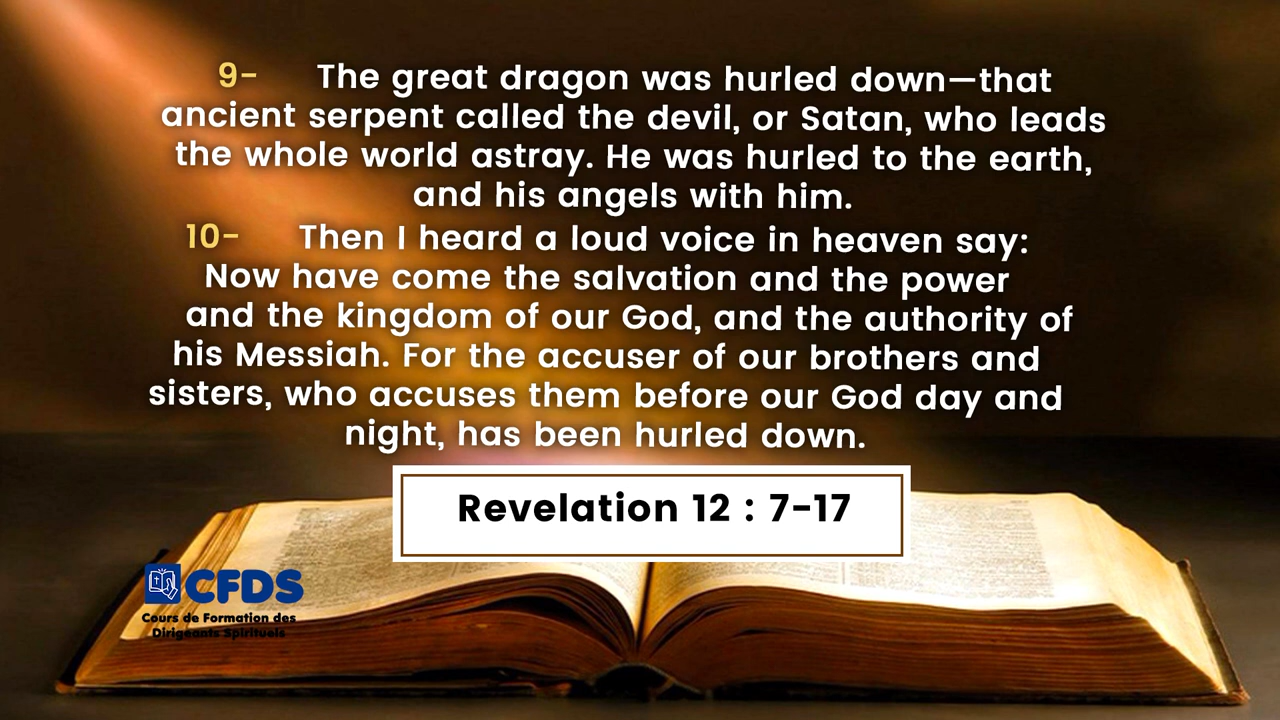 9- The great dragon was hurled down—that
ancient serpent called the devil, or Satan, who leads
the whole world astray. He was hurled to the earth,
and his angels with him.
10- Then I heard a loud voice in heaven say:
Now have come the salvation and the power
and the kingdom of our God, and the authority of
his Messiah. For the accuser of our brothers and
sisters, who accuses them before our God day and
night, has been hurled down.
Revelation 12 : 7-17
CFDS
Cours de Formation des
Dirigeants Spirituels